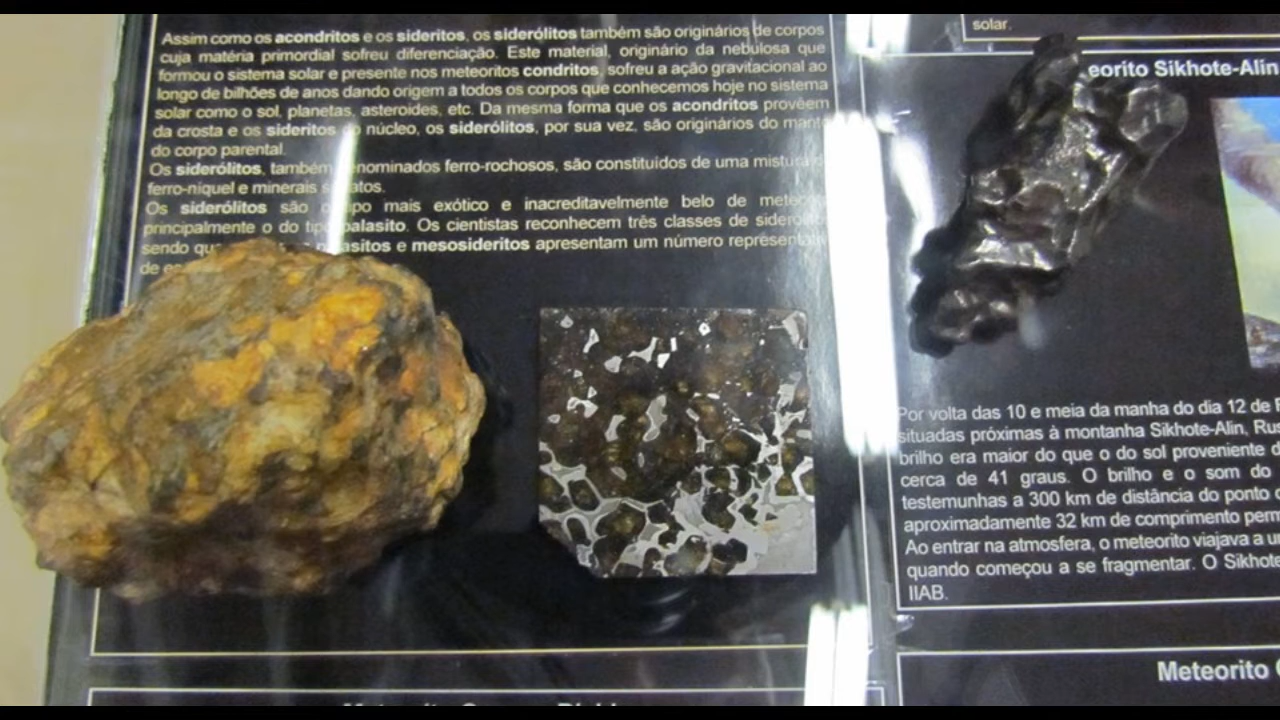 Assim como os acondritos e os sideritos, os siderólitos também são originários de corpos
cuja matéria primordial sofreu diferenciação. Este material, originário da nebulosa que
formou o sistema solar e presente nos meteoritos condritos, sofreu a ação gravitacional ao
longo de bilhões de anos dando origem a todos os corpos que conhecemos hoje no sistema
solar como o sol, planetas, asteroides, etc. Da mesma forma que os acondritos provêem
da crosta e os sideritos do núcleo, os siderólitos, por sua vez, são originários do
do corpo parental.
Os siderólitos, também são constituídos de uma
ferro-níquel e minerais
Os siderólitos são mais exótico e inacreditavelmente belo de
principalmente o do tipo palasito. Os cientistas reconhecem três classes de
sendo e mesosideritos apresentam um número
de
solar.
eorito Sikhote-Alin
Por volta das 10 e meia da manha do dia 12 de
situadas próximas à montanha Sikhote-Alin,
brilho era maior do que o do sol proveniente
cerca de 41 graus. O brilho e o som do
testemunhas a 300 km de distância do ponto
aproximadamente 32 km de comprimento
Ao entrar na atmosfera, o meteorito viajava a
quando começou a se fragmentar. O
IIAB.
Meteorito